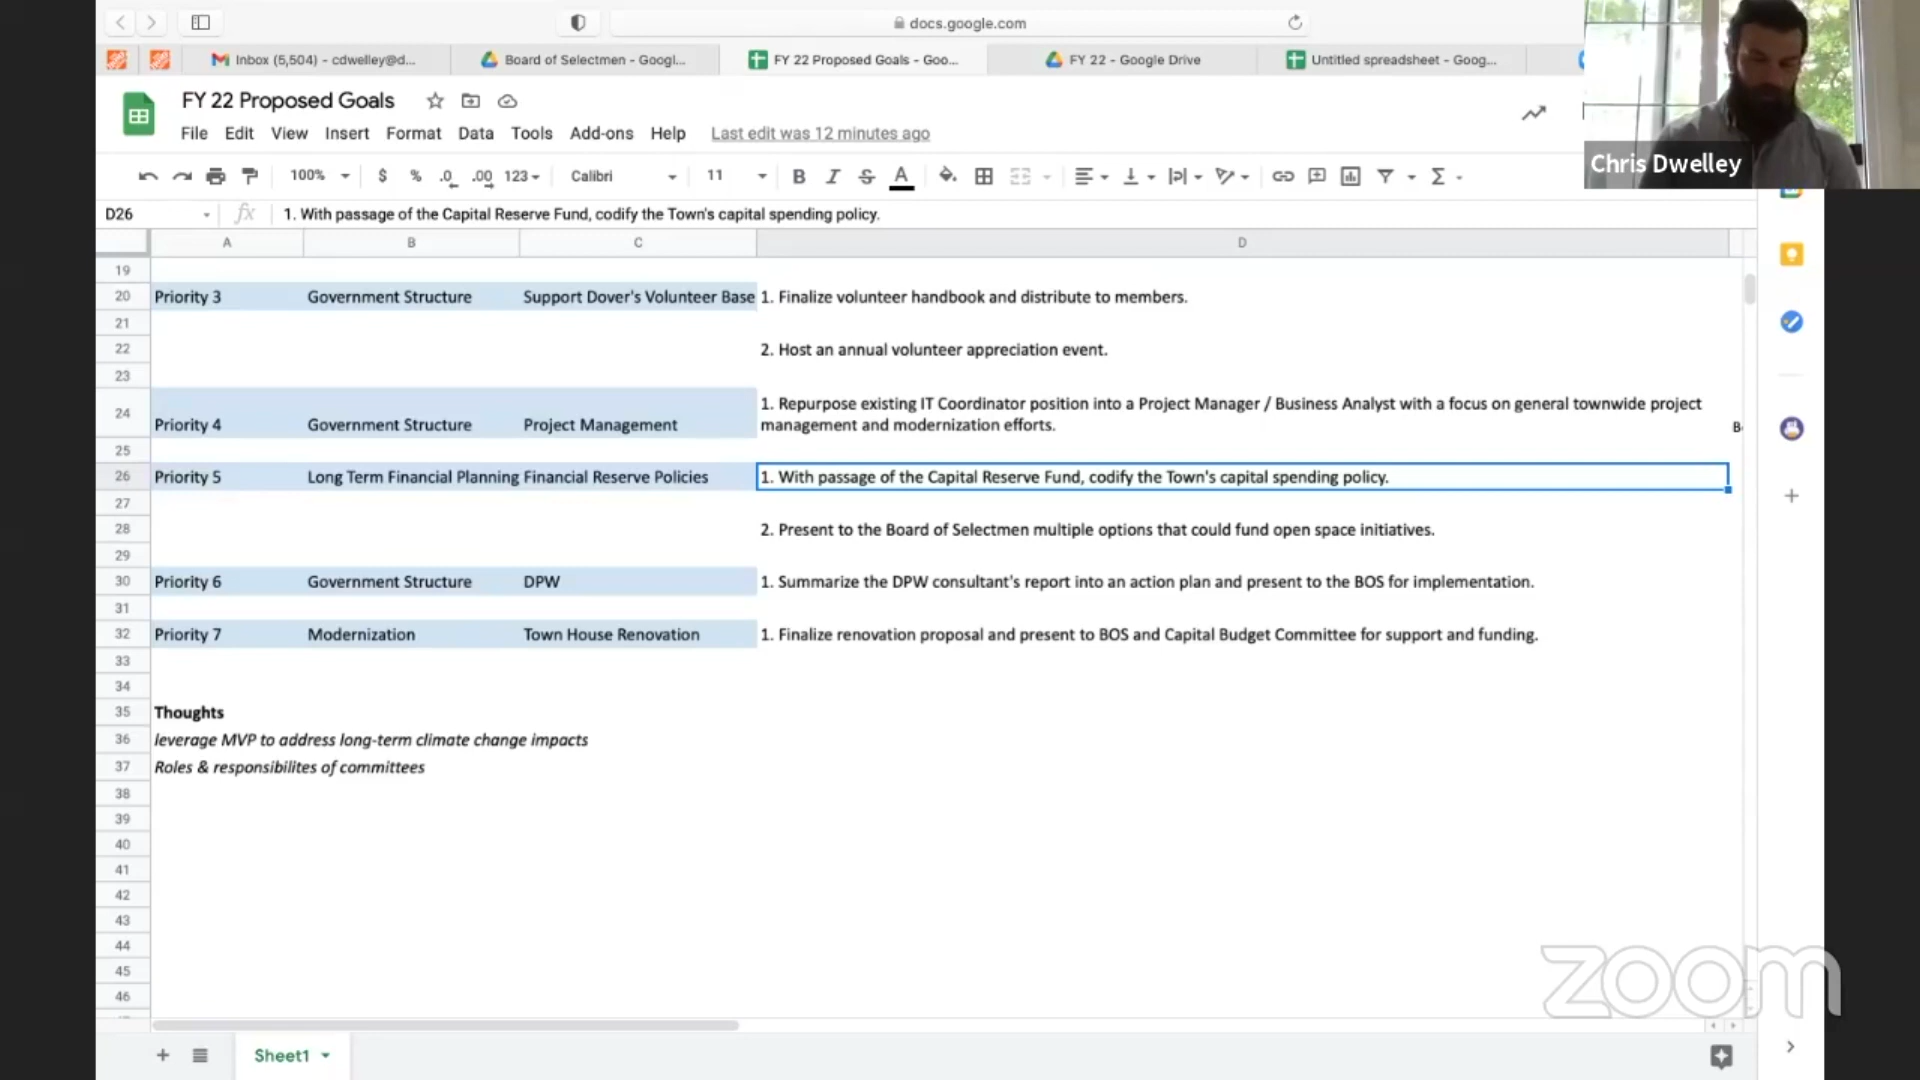 docs.google.com
Inbox (5,504) - cdwelley@d...
Board of Selectmen - Googl...
FY 22 Proposed Goals - Goo...
FY 22 - Google Drive
Untitled spreadsheet - Goog...
FY 22 Proposed Goals
File Edit View Insert Format Data Tools Add-ons Help Last edit was 12 minutes ago
Chris Dwelley
100% $ % .0 .00 123 Calibri 11 B I S A Σ
D26 fx 1. With passage of the Capital Reserve Fund, codify the Town's capital spending policy.
A B C D
19
20 Priority 3 Government Structure Support Dover's Volunteer Base 1. Finalize volunteer handbook and distribute to members.
21
22 2. Host an annual volunteer appreciation event.
23
24 Priority 4 Government Structure Project Management 1. Repurpose existing IT Coordinator position into a Project Manager / Business Analyst with a focus on general townwide project
management and modernization efforts.
25
26 Priority 5 Long Term Financial Planning Financial Reserve Policies 1. With passage of the Capital Reserve Fund, codify the Town's capital spending policy.
27
28 2. Present to the Board of Selectmen multiple options that could fund open space initiatives.
29
30 Priority 6 Government Structure DPW 1. Summarize the DPW consultant's report into an action plan and present to the BOS for implementation.
31
32 Priority 7 Modernization Town House Renovation 1. Finalize renovation proposal and present to BOS and Capital Budget Committee for support and funding.
33
34
35 Thoughts
36 leverage MVP to address long-term climate change impacts
37 Roles & responsibilites of committees
38
39
40
41
42
43
44
45
46
zoom
Sheet1